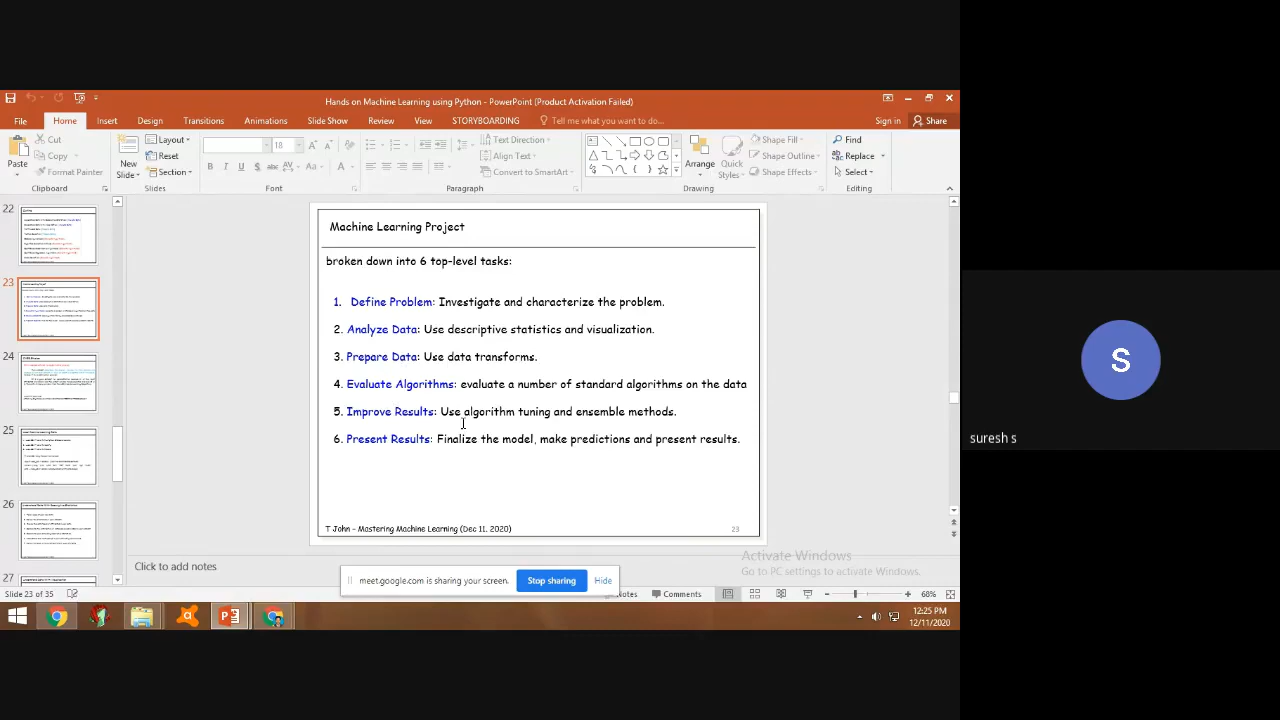 Hands on Machine Learning using Python - PowerPoint (Product Activation Failed)
File Home Insert Design Transitions Animations Slide Show Review View STORYBOARDING Tell me what you want to do... Sign in Share
Paste
Cut
Copy
Format Painter
Clipboard
New
Slide
Layout
Reset
Section
Slides
18
Font
Text Direction
Align Text
Convert to SmartArt
Paragraph
Arrange
Quick
Styles
Shape Fill
Shape Outline
Shape Effects
Drawing
Find
Replace
Select
Editing
22
23
24
25
26
27
Machine Learning Project
broken down into 6 top-level tasks:
1. Define Problem: Investigate and characterize the problem.
2. Analyze Data: Use descriptive statistics and visualization.
3. Prepare Data: Use data transforms.
4. Evaluate Algorithms: evaluate a number of standard algorithms on the data
5. Improve Results: Use algorithm tuning and ensemble methods.
6. Present Results: Finalize the model, make predictions and present results.
T John - Mastering Machine Learning (Dec 11, 2020) 23
S
suresh s
Activate Windows
Go to PC settings to activate Windows.
Click to add notes
meet.google.com is sharing your screen. Stop sharing Hide
Slide 23 of 35 Notes Comments 68%
12:25 PM
12/11/2020